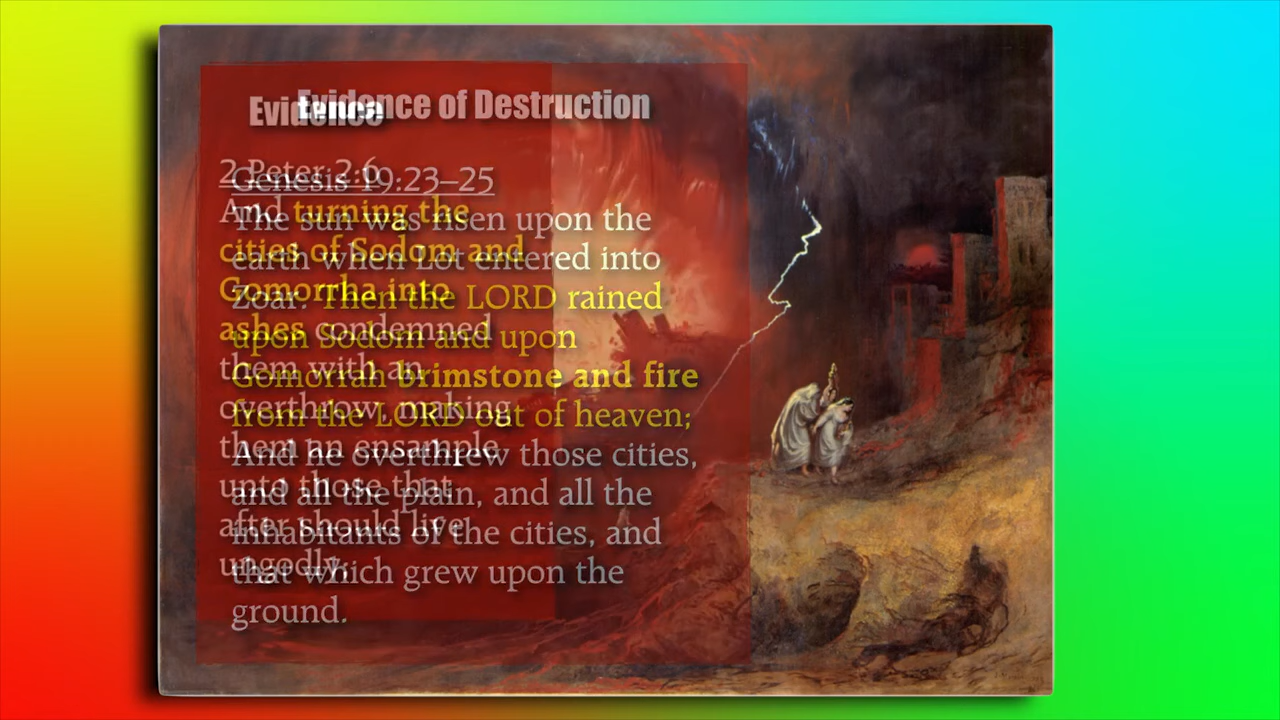 Evidence
Evidence of Destruction
2 Peter 2:6
And turning the
cities of Sodom and
Gomorrha into
ashes condemned
them with an
overthrow, making
them an ensample
unto those that
after should live
ungodly;
Genesis 19:23–25
The sun was risen upon the
earth when Lot entered into
Zoar. Then the LORD rained
upon Sodom and upon
Gomorrah brimstone and fire
from the LORD out of heaven;
And he overthrew those cities,
and all the plain, and all the
inhabitants of the cities, and
that which grew upon the
ground.